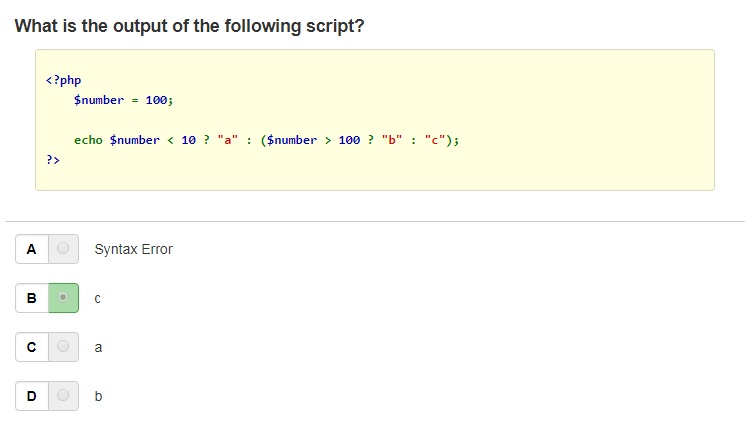 What is the output of the following script?
<?php
$number = 100;
echo $number < 10 ? "a" : ($number > 100 ? "b" : "c");
?>
A Syntax Error
B c
C a
D b